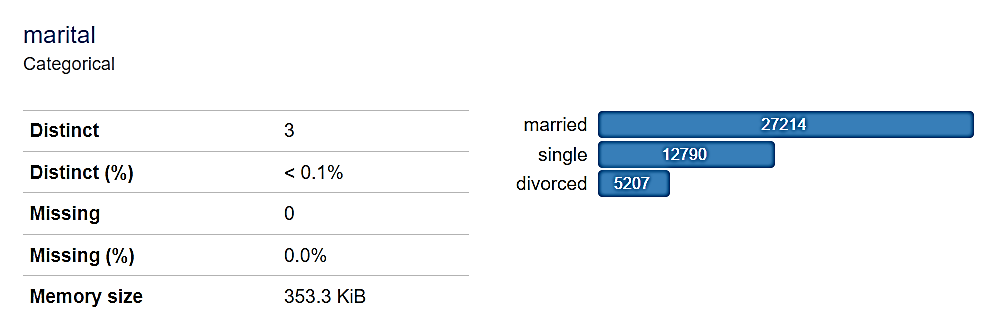 marital
Categorical
Distinct 3
Distinct (%) < 0.1%
Missing 0
Missing (%) 0.0%
Memory size 353.3 KiB
married 27214
single 12790
divorced 5207